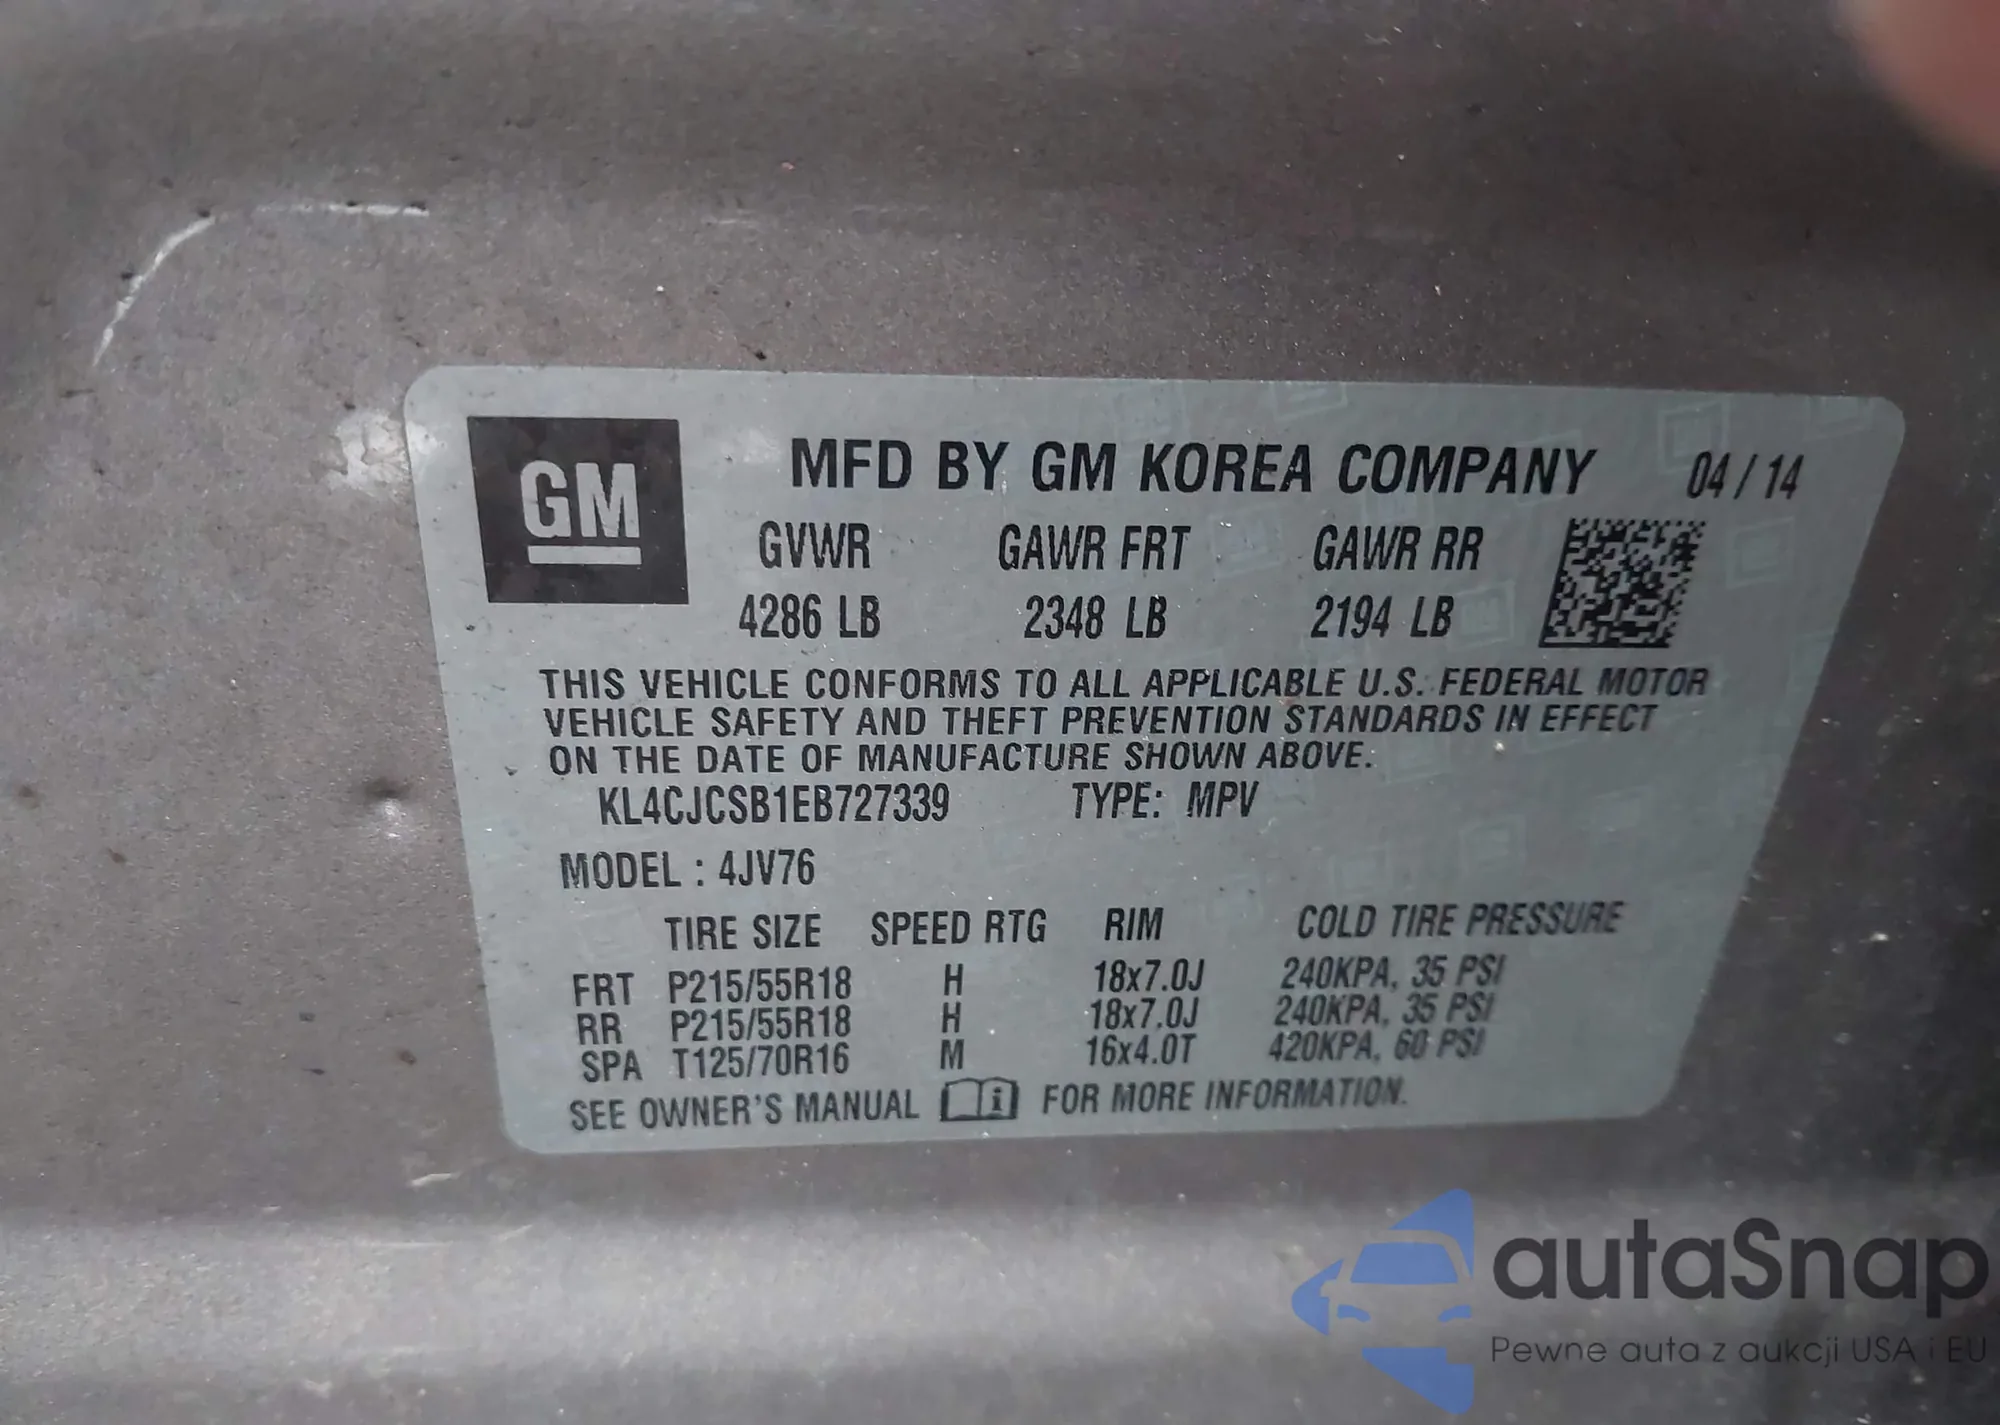 GM
MFD BY GM KOREA COMPANY 04 / 14
GVWR GAWR FRT GAWR RR
4286 LB 2348 LB 2194 LB
THIS VEHICLE CONFORMS TO ALL APPLICABLE U.S. FEDERAL MOTOR
VEHICLE SAFETY AND THEFT PREVENTION STANDARDS IN EFFECT
ON THE DATE OF MANUFACTURE SHOWN ABOVE.
KL4CJCSB1EB727339 TYPE: MPV
MODEL : 4JV76
TIRE SIZE SPEED RTG RIM COLD TIRE PRESSURE
FRT P215/55R18 H 18x7.0J 240KPA, 35 PSI
RR P215/55R18 H 18x7.0J 240KPA, 35 PSI
SPA T125/70R16 M 16x4.0T 420KPA, 60 PSI
SEE OWNER'S MANUAL FOR MORE INFORMATION.
autaSnap
Pewne auta z aukcji USA i EU